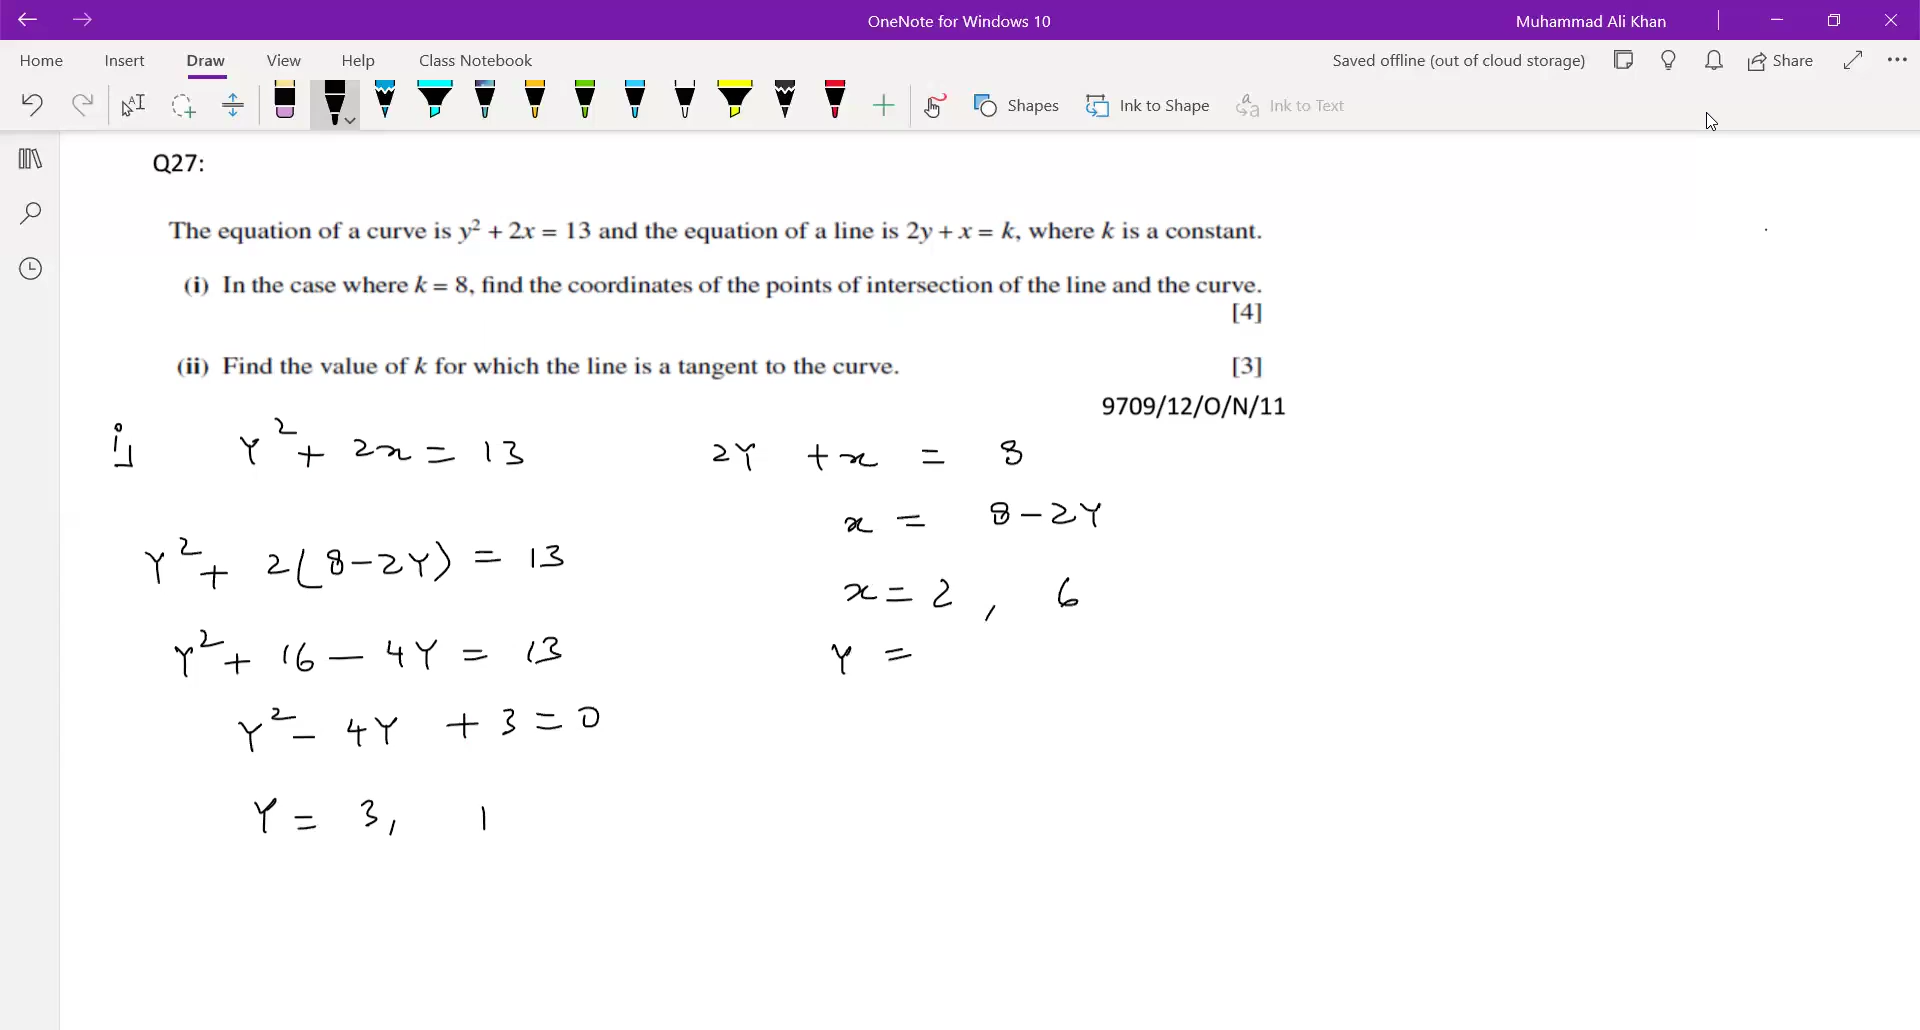 OneNote for Windows 10
Muhammad Ali Khan
Home Insert Draw View Help Class Notebook
Saved offline (out of cloud storage) Share
Shapes Ink to Shape Ink to Text
Q27:
The equation of a curve is y² + 2x = 13 and the equation of a line is 2y + x = k, where k is a constant.
(i) In the case where k = 8, find the coordinates of the points of intersection of the line and the curve.
[4]
(ii) Find the value of k for which the line is a tangent to the curve. [3]
9709/12/O/N/11
i
Y² + 2x = 13
Y² + 2(8-2Y) = 13
Y² + 16 - 4Y = 13
Y² - 4Y + 3 = 0
Y = 3, 1
2Y + x = 8
x = 8-2Y
x = 2, 6
Y =